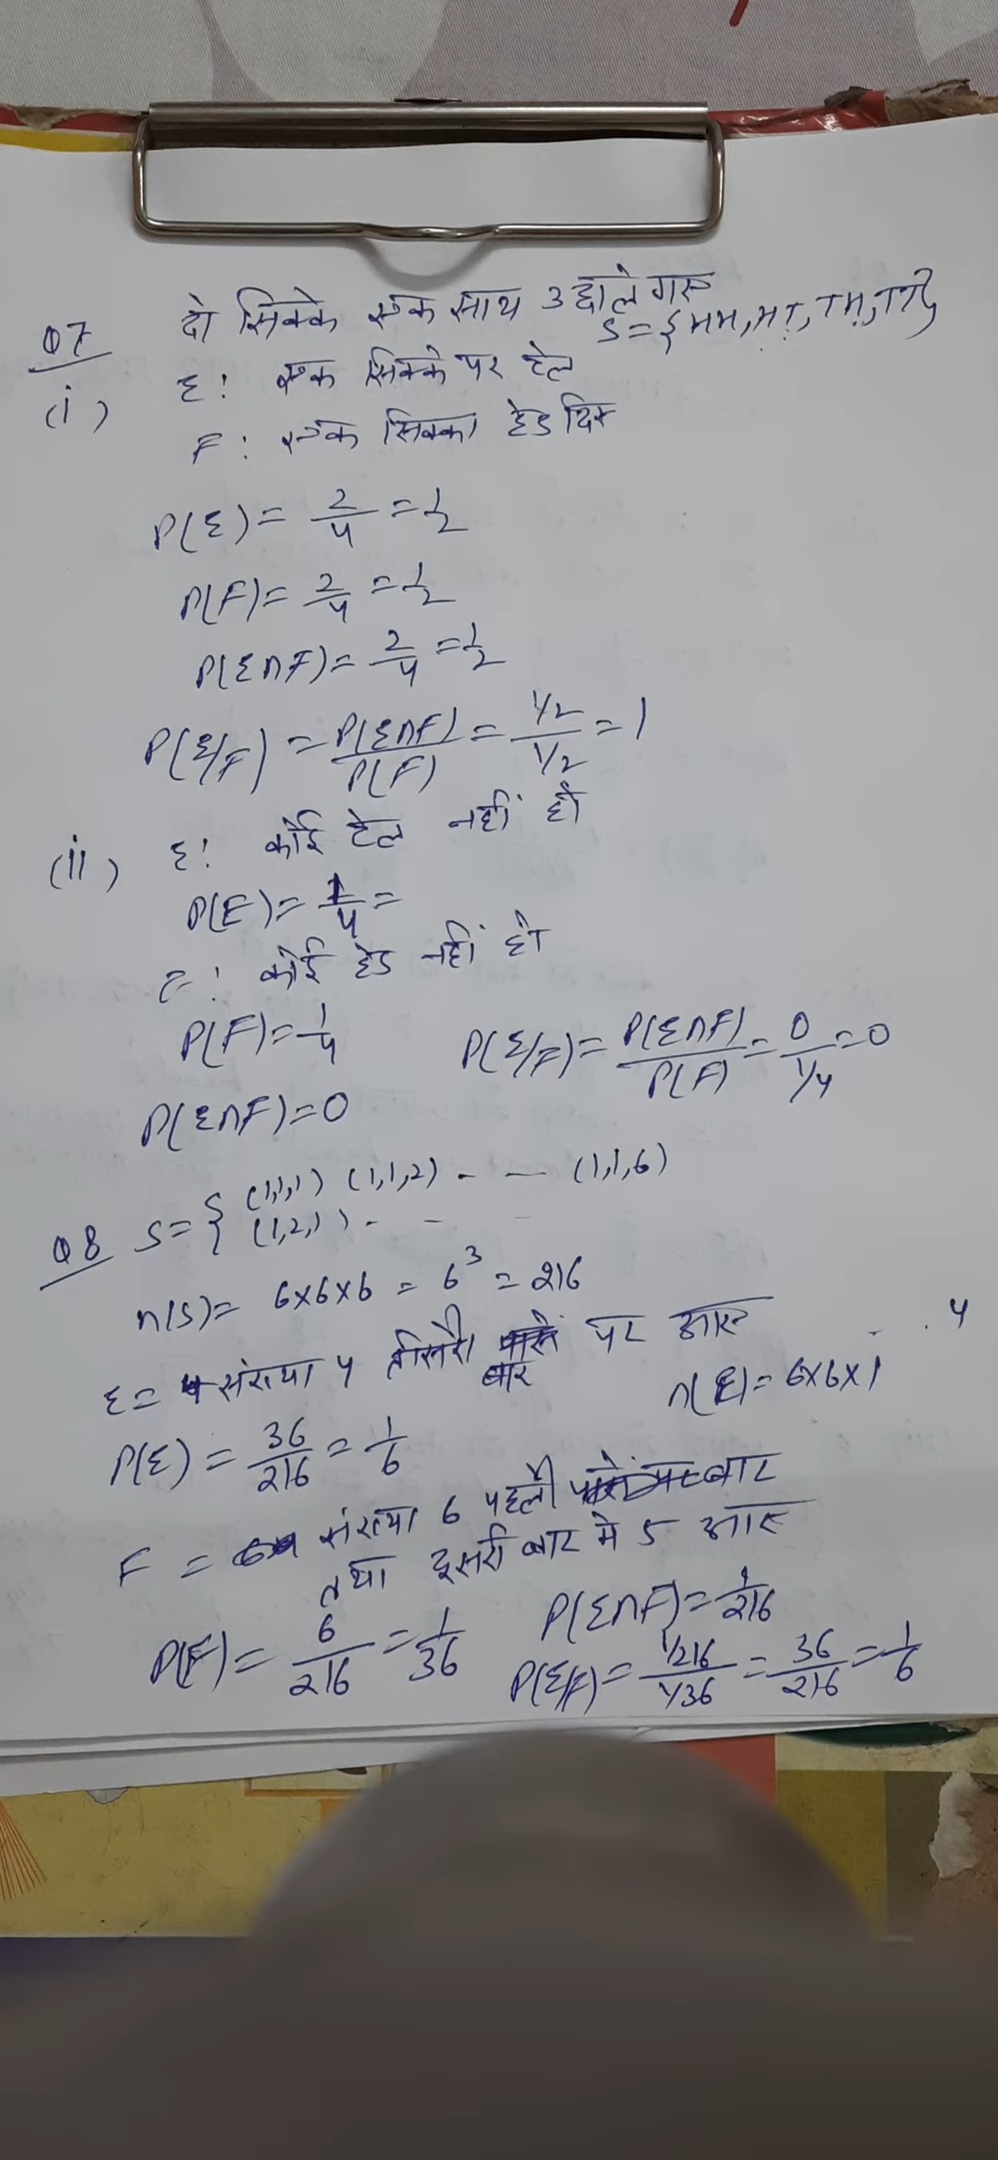 Q7 दो सिक्के एक साथ उछाले गए
S = {HH, HT, TH, TT}
(i) E: एक सिक्के पर टेल
F: एक सिक्का हेड दिए
P(E) = 2/4 = 1/2
P(F) = 2/4 = 1/2
P(E∩F) = 2/4 = 1/2
P(E/F) = P(E∩F)/P(F) = (1/2)/(1/2) = 1
(ii) E: कोई टेल नहीं हो
P(E) = 1/4 =
F: कोई हेड नहीं हो
P(F) = 1/4
P(E/F) = P(E∩F)/P(F) = 0/(1/4) = 0
P(E∩F) = 0
Q8 S = { (1,1,1) (1,1,2) - — (1,1,6)
(1,2,1) - - -
n(S) = 6×6×6 = 6³ = 216
E = संख्या 4 तीसरी बार पर आए
n(E) = 6×6×1
P(E) = 36/216 = 1/6
F = संख्या 6 पहली बार
तथा दूसरी बार मे 5 आए
P(F) = 6/216 = 1/36
P(E∩F) = 1/216
P(E/F) = (1/216)/(1/36) = 36/216 = 1/6